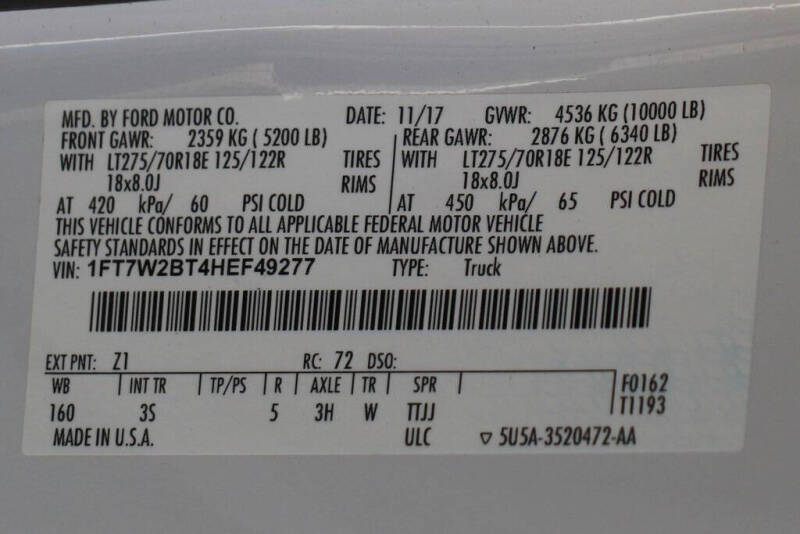 MFD. BY FORD MOTOR CO. DATE: 11/17 GVWR: 4536 KG (10000 LB)
FRONT GAWR: 2359 KG ( 5200 LB) REAR GAWR: 2876 KG ( 6340 LB)
WITH LT275/70R18E 125/122R TIRES WITH LT275/70R18E 125/122R TIRES
18x8.0J RIMS 18x8.0J RIMS
AT 420 kPa/ 60 PSI COLD AT 450 kPa/ 65 PSI COLD
THIS VEHICLE CONFORMS TO ALL APPLICABLE FEDERAL MOTOR VEHICLE
SAFETY STANDARDS IN EFFECT ON THE DATE OF MANUFACTURE SHOWN ABOVE.
VIN: 1FT7W2BT4HEF49277 TYPE: Truck
EXT PNT: Z1 RC: 72 DSO:
WB INT TR TP/PS R AXLE TR SPR F0162
160 3S 5 3H W TTJJ T1193
MADE IN U.S.A. ULC 5U5A-3520472-AA